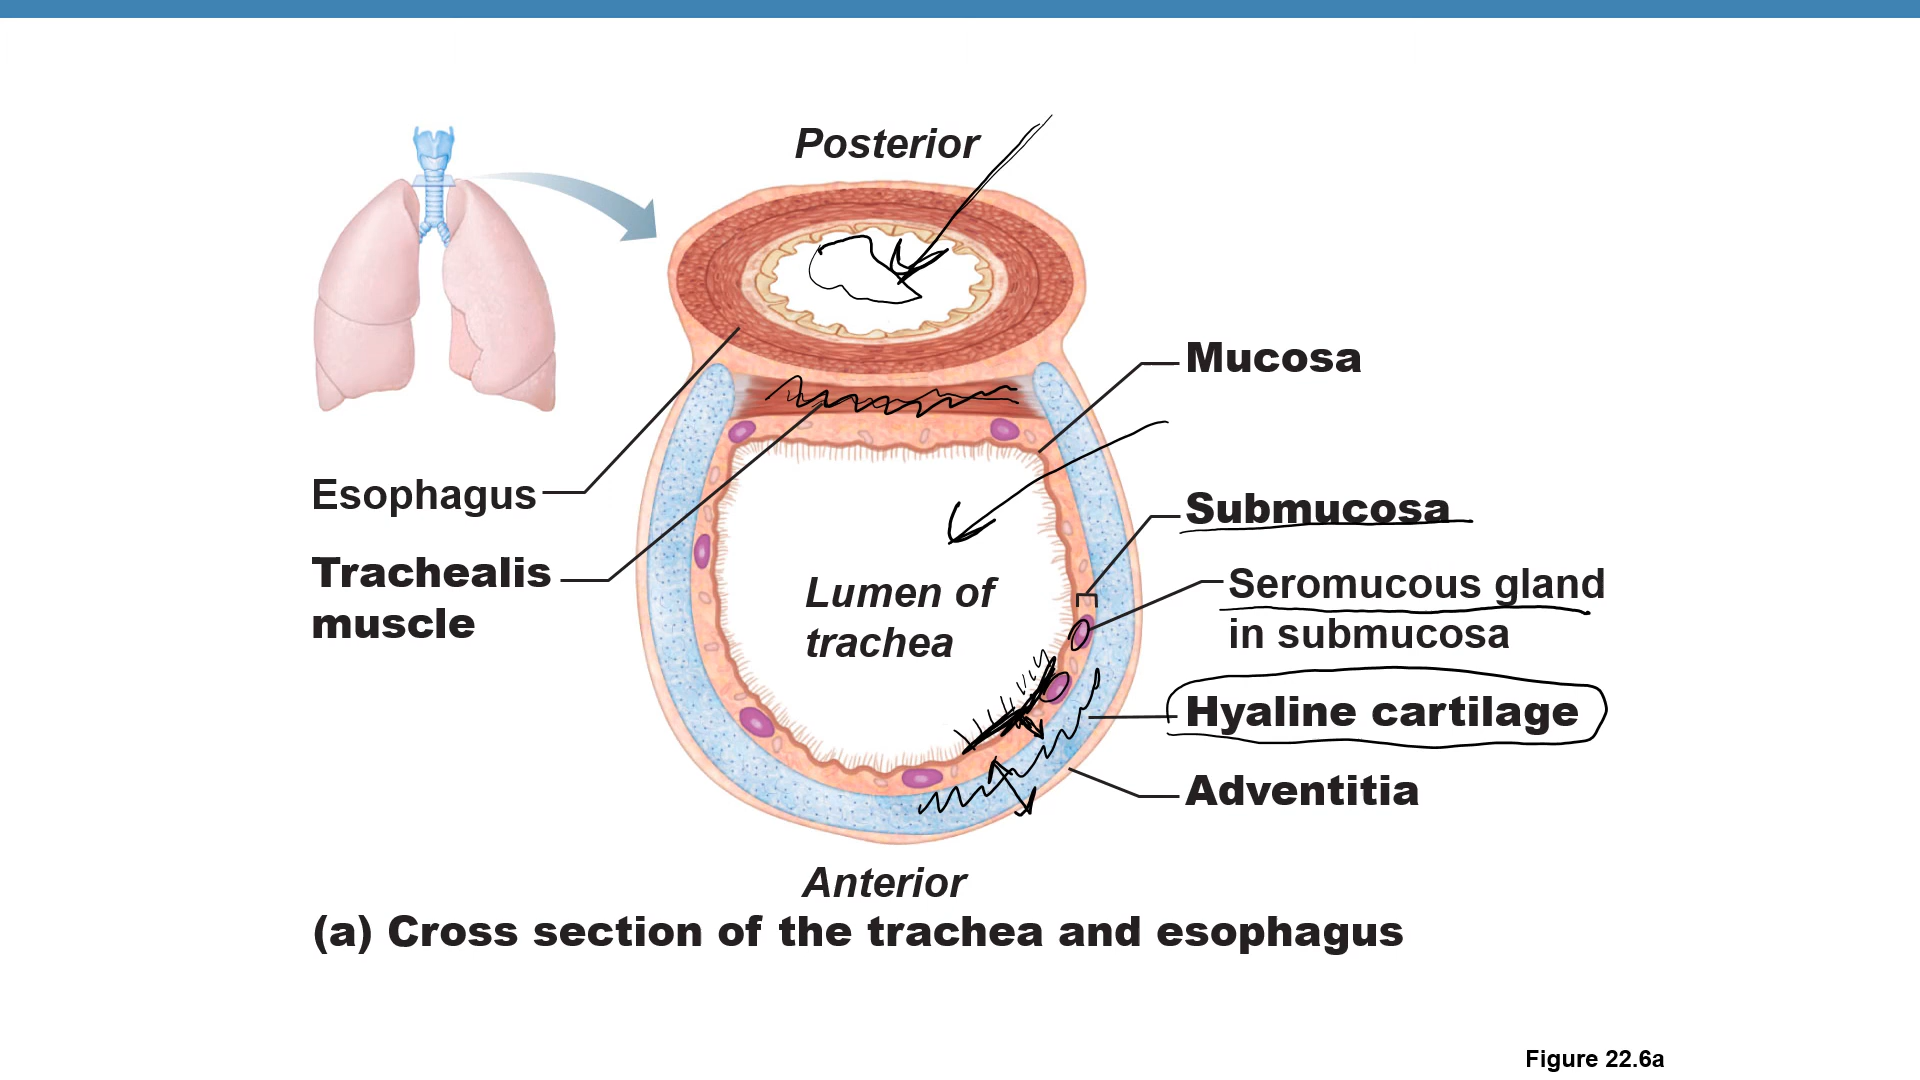 Posterior
Mucosa
Esophagus
Submucosa
Trachealis
muscle
Seromucous gland
in submucosa
Lumen of
trachea
Hyaline cartilage
Adventitia
Anterior
(a) Cross section of the trachea and esophagus
Figure 22.6a